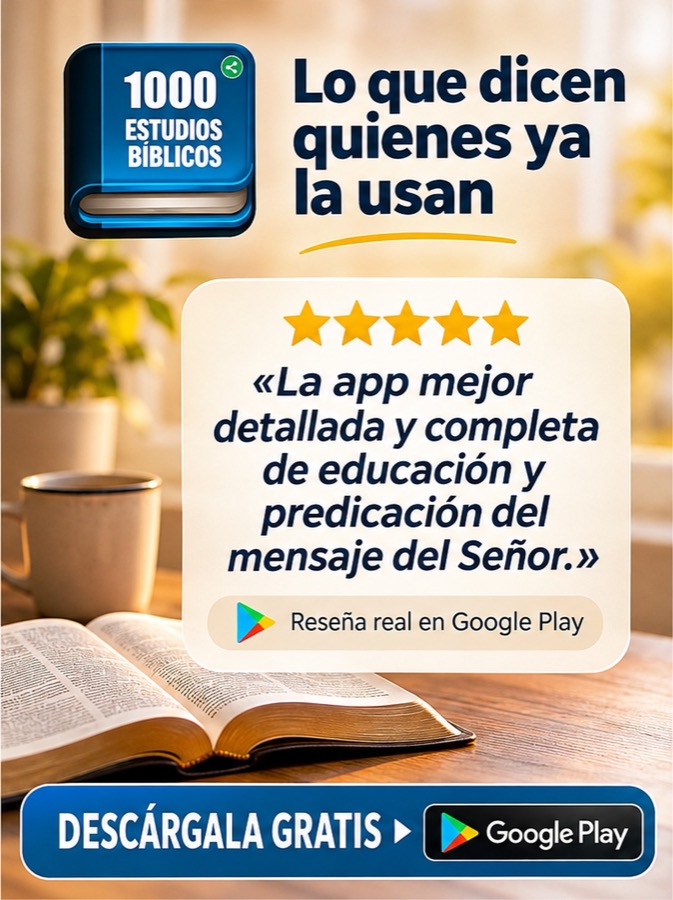 1000
ESTUDIOS
BÍBLICOS
Lo que dicen
quienes ya
la usan
«La app mejor
detallada y completa
de educación y
predicación del
mensaje del Señor.»
Reseña real en Google Play
DESCÁRGALA GRATIS
Google Play